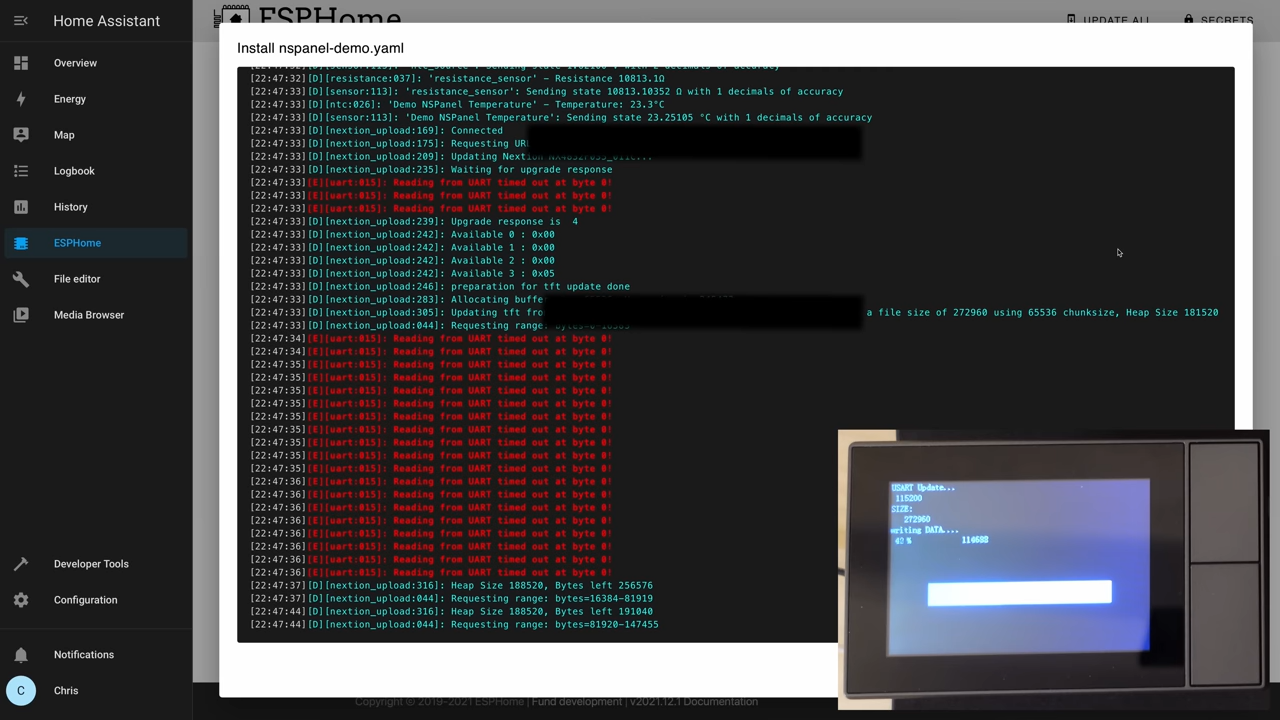 Home Assistant
ESPHome
UPDATE ALL
SECRETS
Overview
Energy
Map
Logbook
History
ESPHome
File editor
Media Browser
Developer Tools
Configuration
Notifications
C
Chris
Install nspanel-demo.yaml
[22:47:32][D][resistance:037]: 'resistance_sensor' - Resistance 10813.1Ω
[22:47:33][D][sensor:113]: 'resistance_sensor': Sending state 10813.10352 Ω with 1 decimals of accuracy
[22:47:33][D][ntc:026]: 'Demo NSPanel Temperature' - Temperature: 23.3°C
[22:47:33][D][sensor:113]: 'Demo NSPanel Temperature': Sending state 23.25105 °C with 1 decimals of accuracy
[22:47:33][D][nextion_upload:169]: Connected
[22:47:33][D][nextion_upload:175]: Requesting UR
[22:47:33][D][nextion_upload:209]: Updating Nextion
[22:47:33][D][nextion_upload:235]: Waiting for upgrade response
[22:47:33][E][uart:015]: Reading from UART timed out at byte 0!
[22:47:33][E][uart:015]: Reading from UART timed out at byte 0!
[22:47:33][E][uart:015]: Reading from UART timed out at byte 0!
[22:47:33][D][nextion_upload:239]: Upgrade response is  4
[22:47:33][D][nextion_upload:242]: Available 0 : 0x00
[22:47:33][D][nextion_upload:242]: Available 1 : 0x00
[22:47:33][D][nextion_upload:242]: Available 2 : 0x00
[22:47:33][D][nextion_upload:242]: Available 3 : 0x05
[22:47:33][D][nextion_upload:246]: preparation for tft update done
[22:47:33][D][nextion_upload:283]: Allocating buffe
[22:47:33][D][nextion_upload:305]: Updating tft fro a file size of 272960 using 65536 chunksize, Heap Size 181520
[22:47:33][D][nextion_upload:044]: Requesting range: bytes=0-16383
[22:47:34][E][uart:015]: Reading from UART timed out at byte 0!
[22:47:34][E][uart:015]: Reading from UART timed out at byte 0!
[22:47:35][E][uart:015]: Reading from UART timed out at byte 0!
[22:47:35][E][uart:015]: Reading from UART timed out at byte 0!
[22:47:35][E][uart:015]: Reading from UART timed out at byte 0!
[22:47:35][E][uart:015]: Reading from UART timed out at byte 0!
[22:47:35][E][uart:015]: Reading from UART timed out at byte 0!
[22:47:35][E][uart:015]: Reading from UART timed out at byte 0!
[22:47:35][E][uart:015]: Reading from UART timed out at byte 0!
[22:47:35][E][uart:015]: Reading from UART timed out at byte 0!
[22:47:35][E][uart:015]: Reading from UART timed out at byte 0!
[22:47:36][E][uart:015]: Reading from UART timed out at byte 0!
[22:47:36][E][uart:015]: Reading from UART timed out at byte 0!
[22:47:36][E][uart:015]: Reading from UART timed out at byte 0!
[22:47:36][E][uart:015]: Reading from UART timed out at byte 0!
[22:47:36][E][uart:015]: Reading from UART timed out at byte 0!
[22:47:36][E][uart:015]: Reading from UART timed out at byte 0!
[22:47:36][E][uart:015]: Reading from UART timed out at byte 0!
[22:47:36][E][uart:015]: Reading from UART timed out at byte 0!
[22:47:37][D][nextion_upload:316]: Heap Size 188520, Bytes left 256576
[22:47:37][D][nextion_upload:044]: Requesting range: bytes=16384-81919
[22:47:44][D][nextion_upload:316]: Heap Size 188520, Bytes left 191040
[22:47:44][D][nextion_upload:044]: Requesting range: bytes=81920-147455
USART Update...
115200
SIZE:
272960
writing DATA....
42% 114688
Copyright © 2019-2021 ESPHome | Fund development | v2021.12.1 Documentation